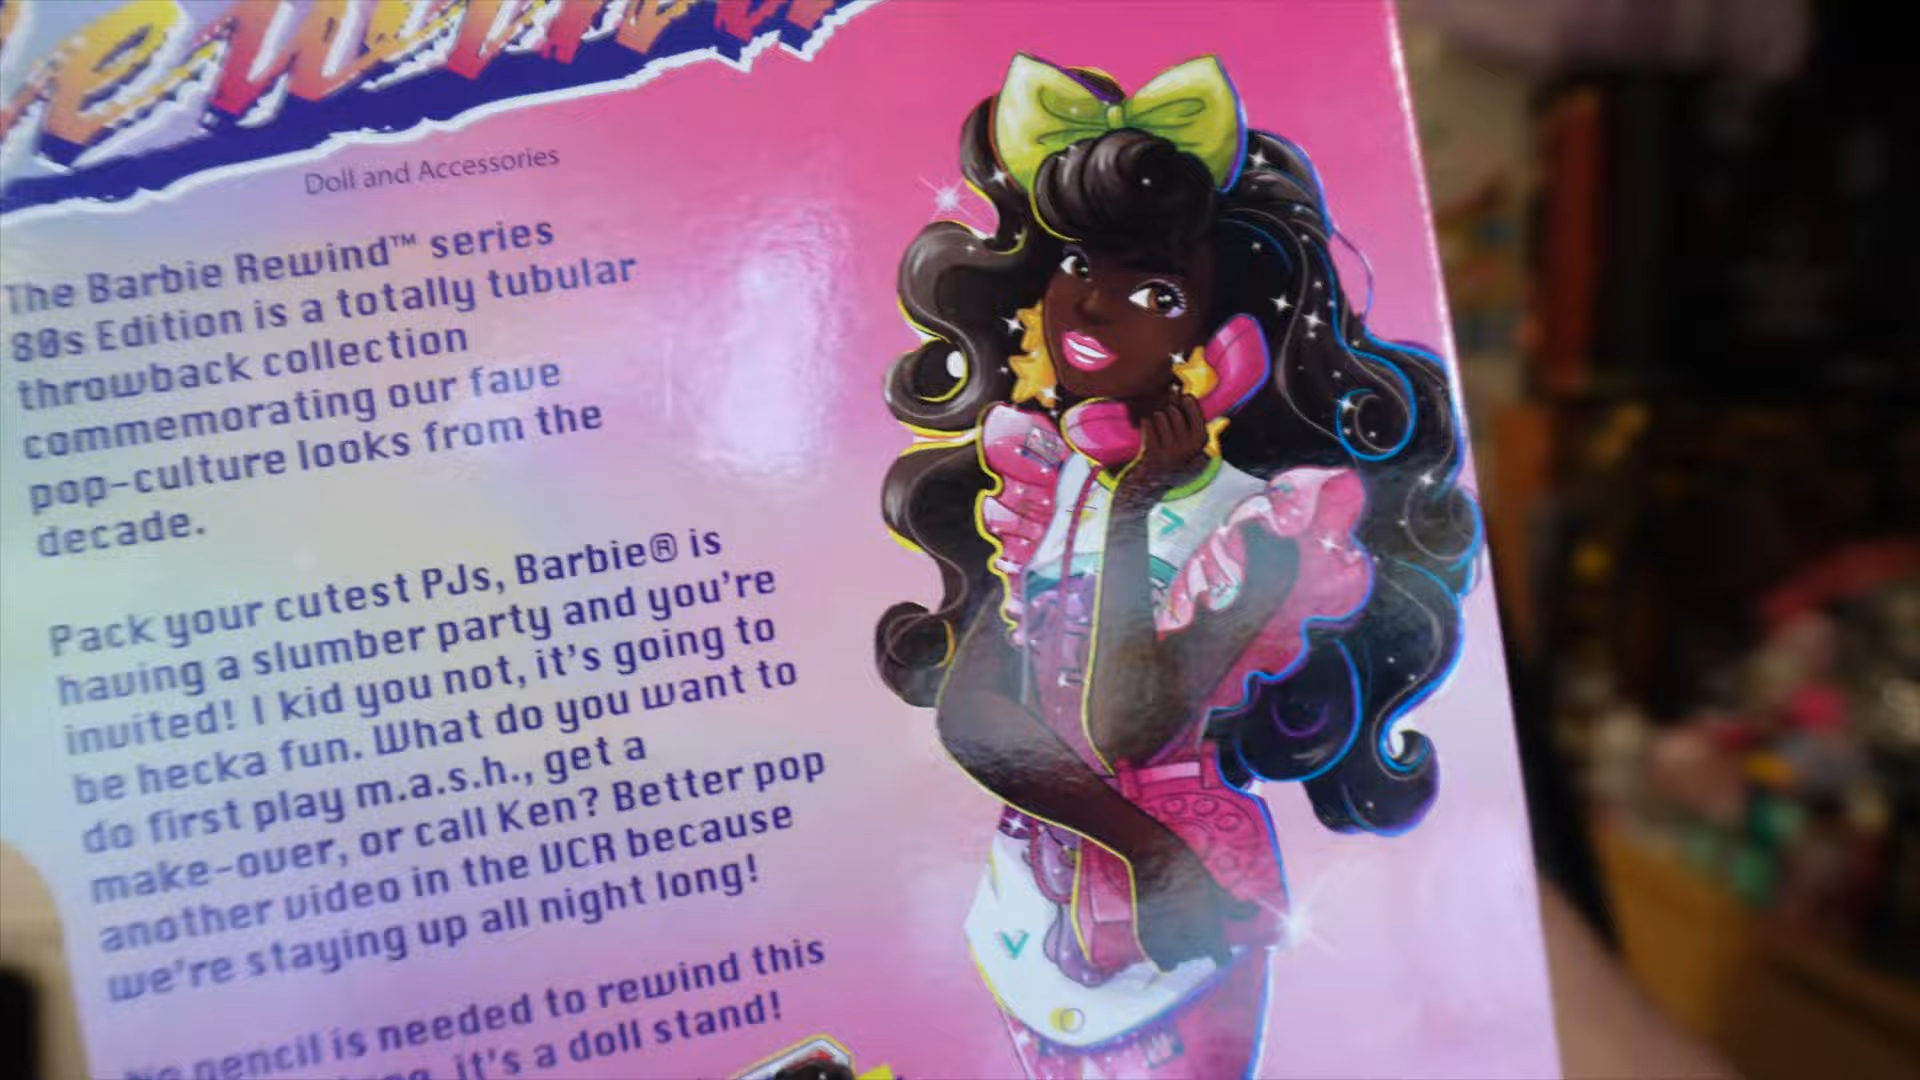 Doll and Accessories
The Barbie Rewind™ series
80s Edition is a totally tubular
throwback collection
commemorating our fave
pop-culture looks from the
decade.
Pack your cutest PJs, Barbie® is
having a slumber party and you're
invited! I kid you not, it's going to
be hecka fun. What do you want to
do first play m.a.s.h., get a
make-over, or call Ken? Better pop
another video in the VCR because
we're staying up all night long!
No pencil is needed to rewind this
it's a doll stand!